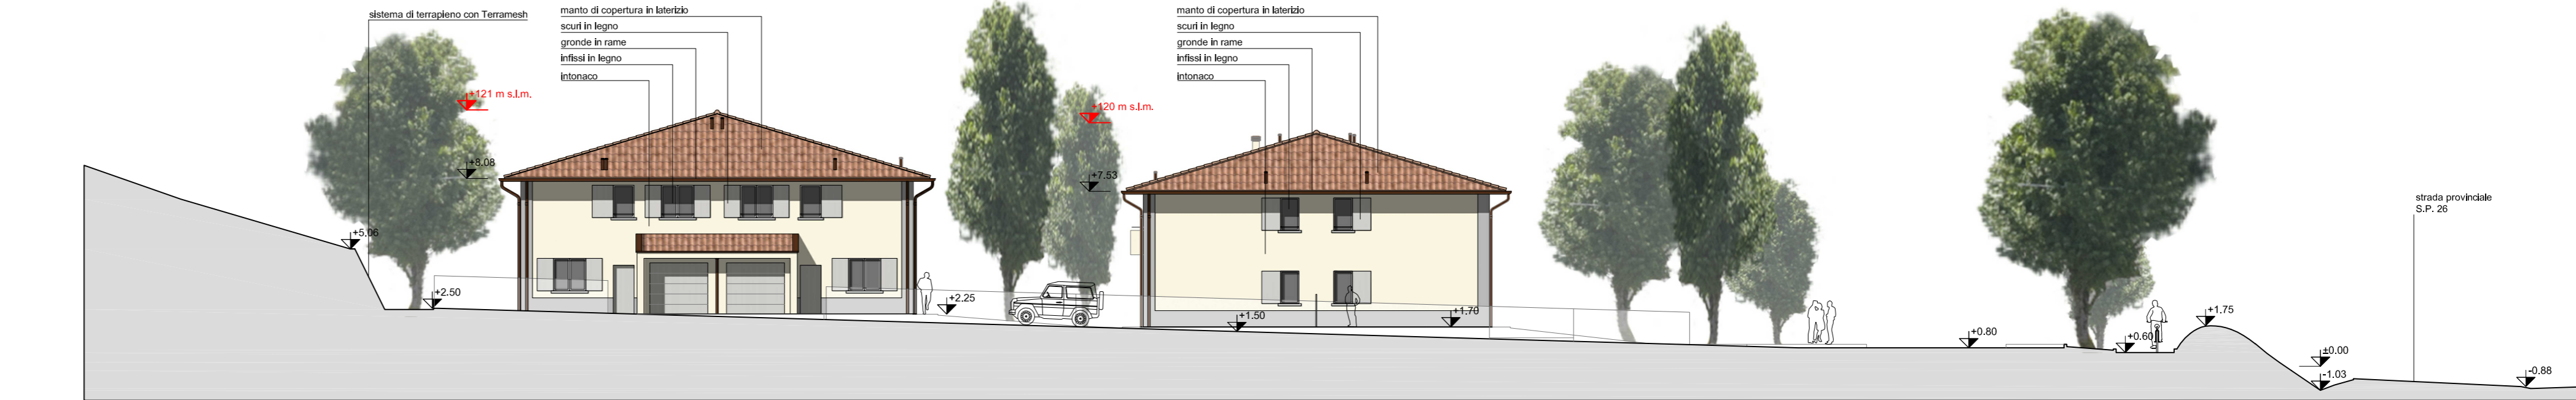 sistema di terrapieno con Terramesh
manto di copertura in laterizio
scuri in legno
gronde in rame
infissi in legno
intonaco
manto di copertura in laterizio
scuri in legno
gronde in rame
infissi in legno
intonaco
+121 m s.l.m.
+120 m s.l.m.
+8.08
+7.53
strada provinciale
S.P. 26
+5.06
+2.50
+2.25
+1.50
+1.70
+0.80
+0.60
+1.75
±0.00
-1.03
-0.88